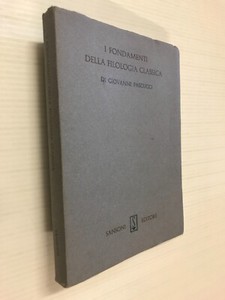 I FONDAMENTI
DELLA FILOLOGIA CLASSICA
DI GIOVANNI PASCUCCI
SANSONI EDITORE